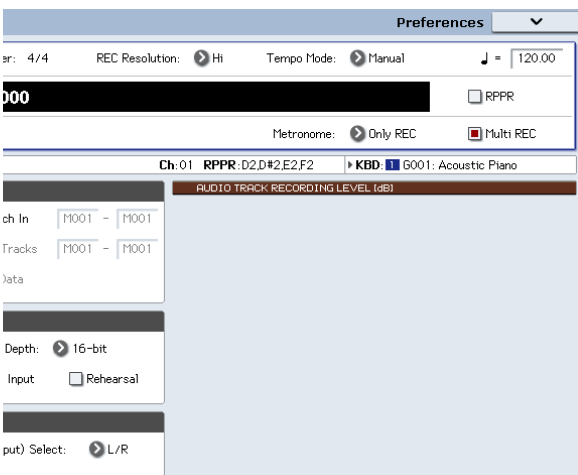 Preferences
er: 4/4 REC Resolution: Hi Tempo Mode: Manual ♩ = 120.00
000 RPPR
Metronome: Only REC Multi REC
Ch:01 RPPR:D2,D#2,E2,F2 KBD: 1 G001: Acoustic Piano
AUDIO TRACK RECORDING LEVEL (dB)
ch In M001 - M001
Tracks M001 - M001
Data
Depth: 16-bit
Input Rehearsal
put) Select: L/R